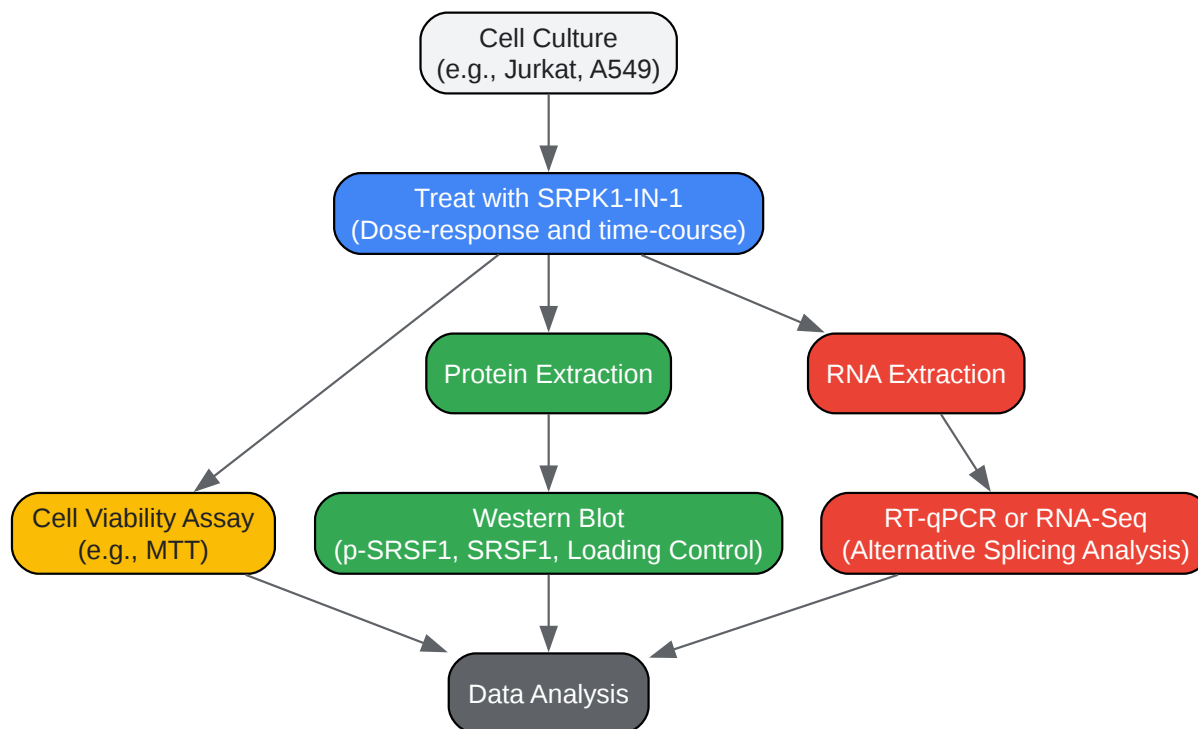 Cell Culture
(e.g., Jurkat, A549)
Treat with SRPK1-IN-1
(Dose-response and time-course)
Protein Extraction
RNA Extraction
Cell Viability Assay
(e.g., MTT)
Western Blot
(p-SRSF1, SRSF1, Loading Control)
RT-qPCR or RNA-Seq
(Alternative Splicing Analysis)
Data Analysis